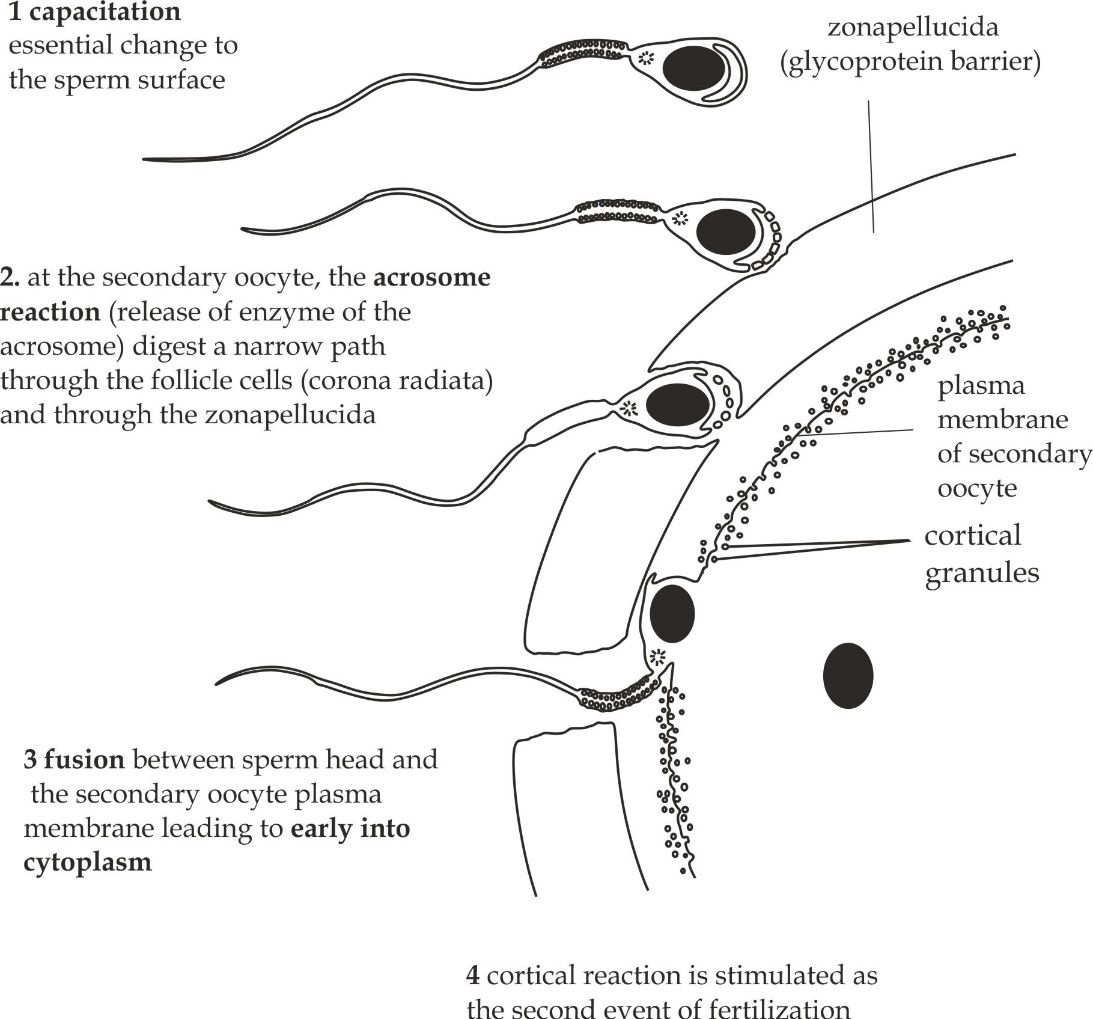 1 capacitation
essential change to
the sperm surface
zonapellucida
(glycoprotein barrier)
2. at the secondary oocyte, the acrosome
reaction (release of enzyme of the
acrosome) digest a narrow path
through the follicle cells (corona radiata)
and through the zonapellucida
plasma
membrane
of secondary
oocyte
cortical
granules
3 fusion between sperm head and
the secondary oocyte plasma
membrane leading to early into
cytoplasm
4 cortical reaction is stimulated as
the second event of fertilization